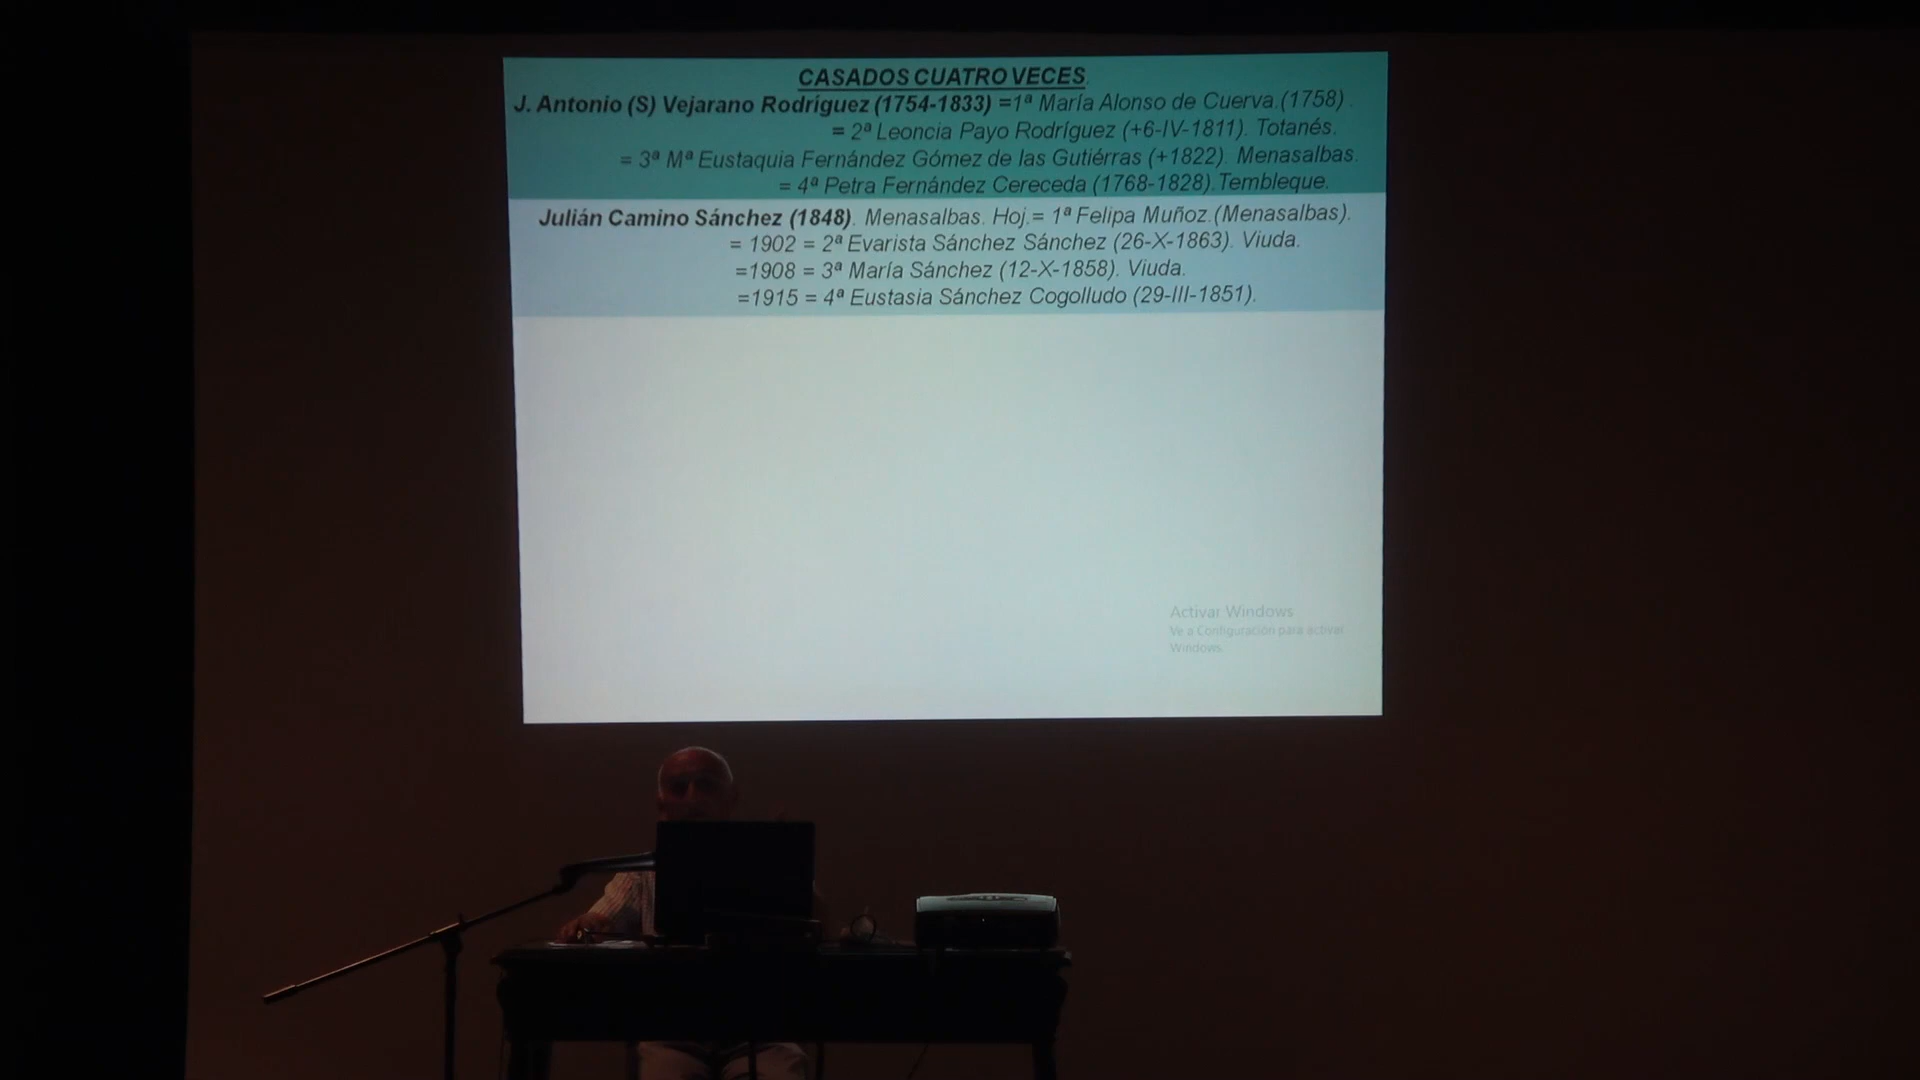 CASADOS CUATRO VECES.
J. Antonio (S) Vejarano Rodríguez (1754-1833) =1ª María Alonso de Cuerva.(1758) .
= 2ª Leoncia Payo Rodríguez (+6-IV-1811). Totanés.
= 3ª Mª Eustaquia Fernández Gómez de las Gutiérras (+1822). Menasalbas.
= 4ª Petra Fernández Cereceda (1768-1828). Tembleque.
Julián Camino Sánchez (1848). Menasalbas. Hoj.= 1ª Felipa Muñoz.(Menasalbas).
= 1902 = 2ª Evarista Sánchez Sánchez (26-X-1863). Viuda.
=1908 = 3ª María Sánchez (12-X-1858). Viuda.
=1915 = 4ª Eustasia Sánchez Cogolludo (29-III-1851).
Activar Windows
Ve a Configuración para activar
Windows.